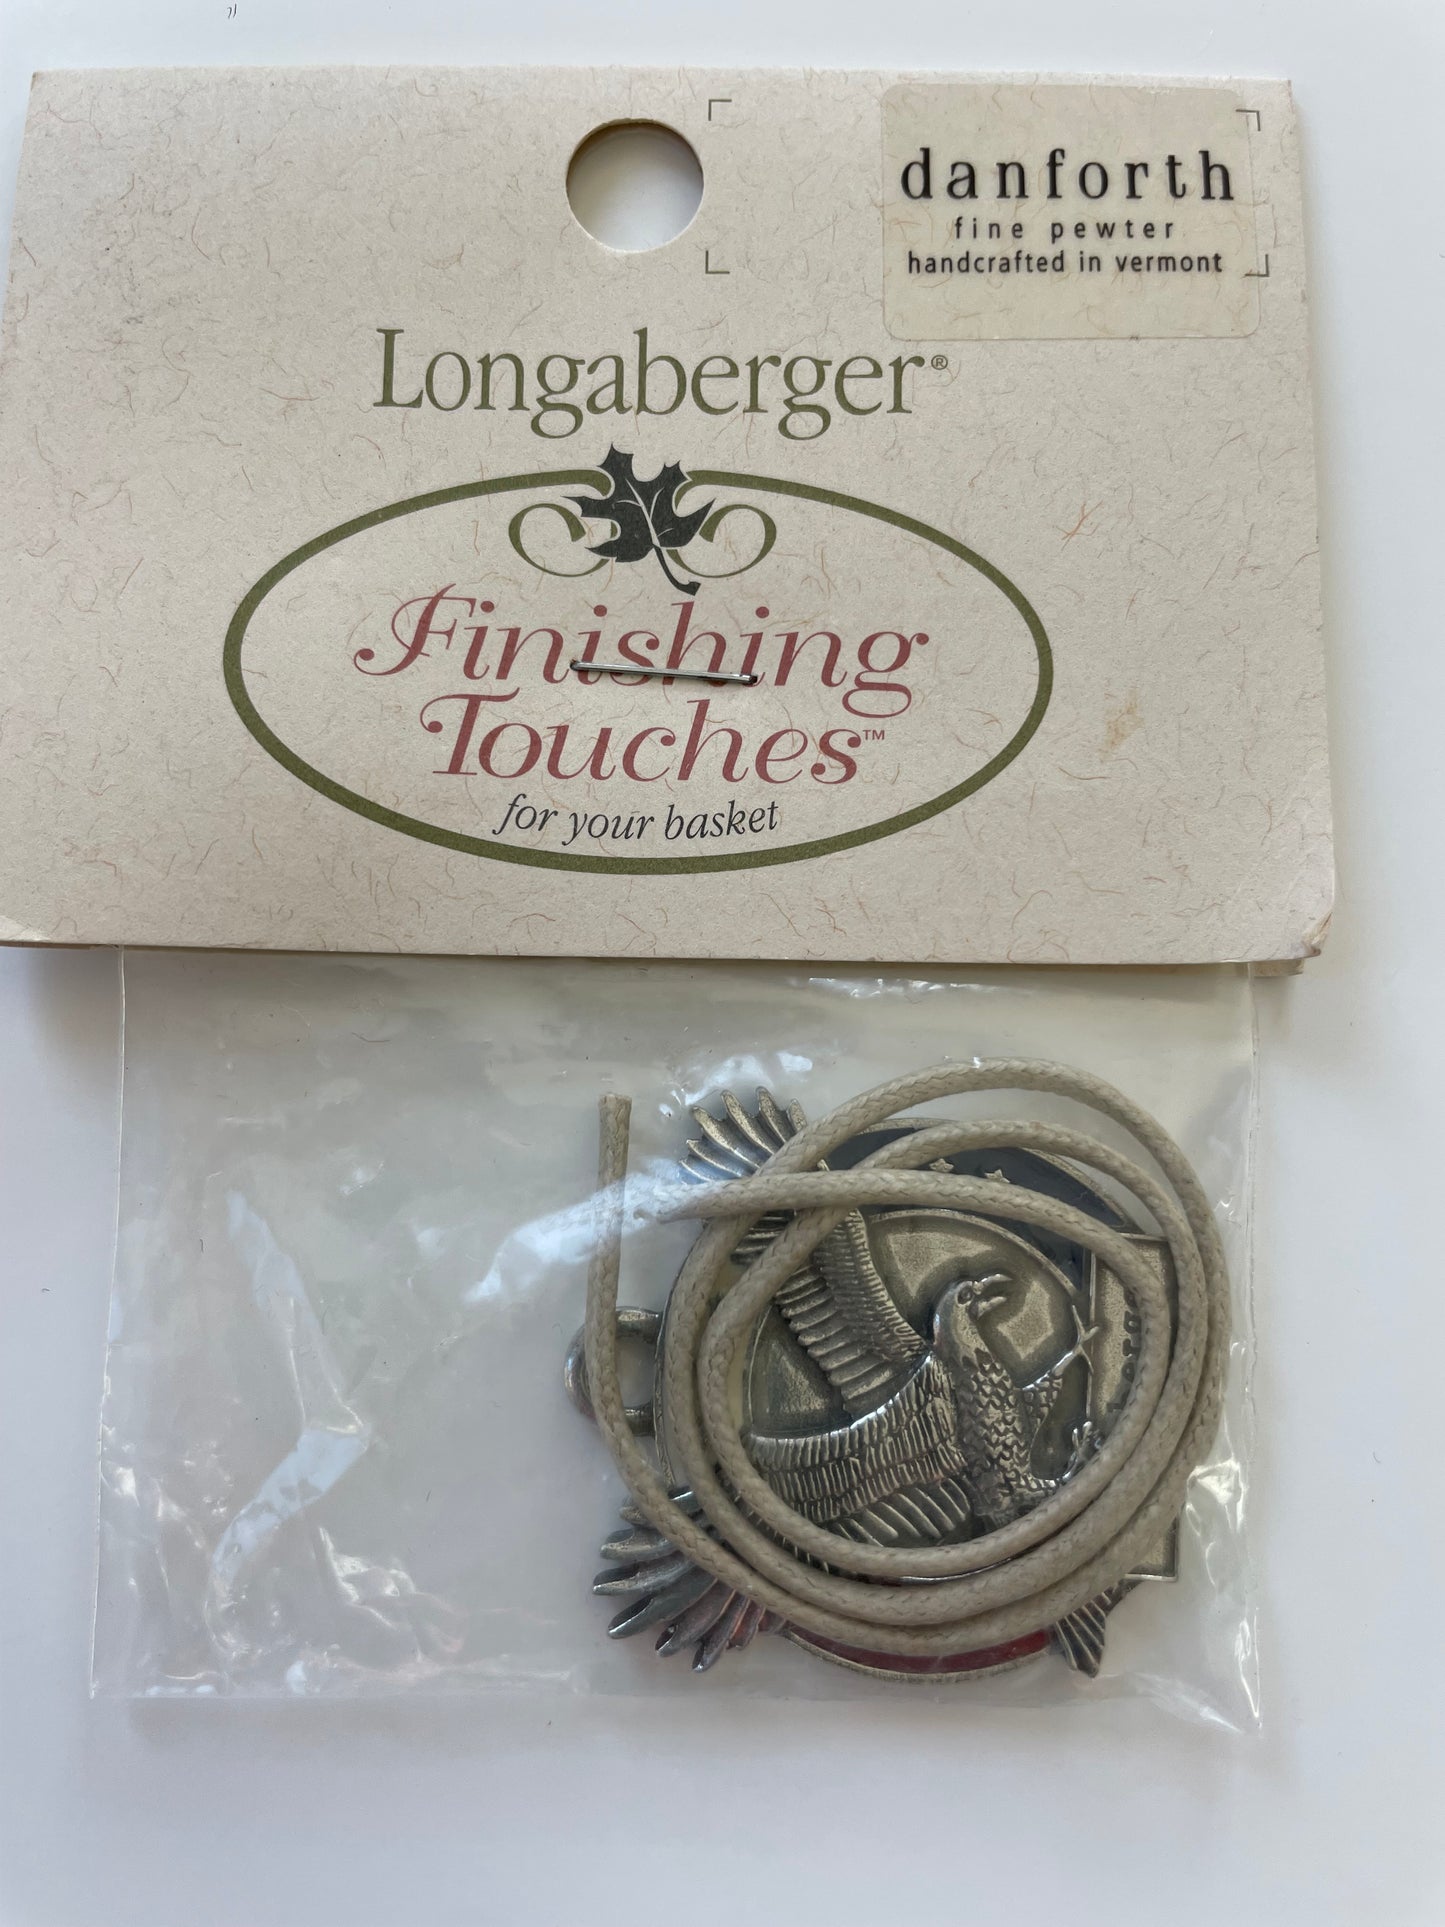 danforth
fine pewter
handcrafted in vermont
Longaberger®
Finishing
Touches™
for your basket